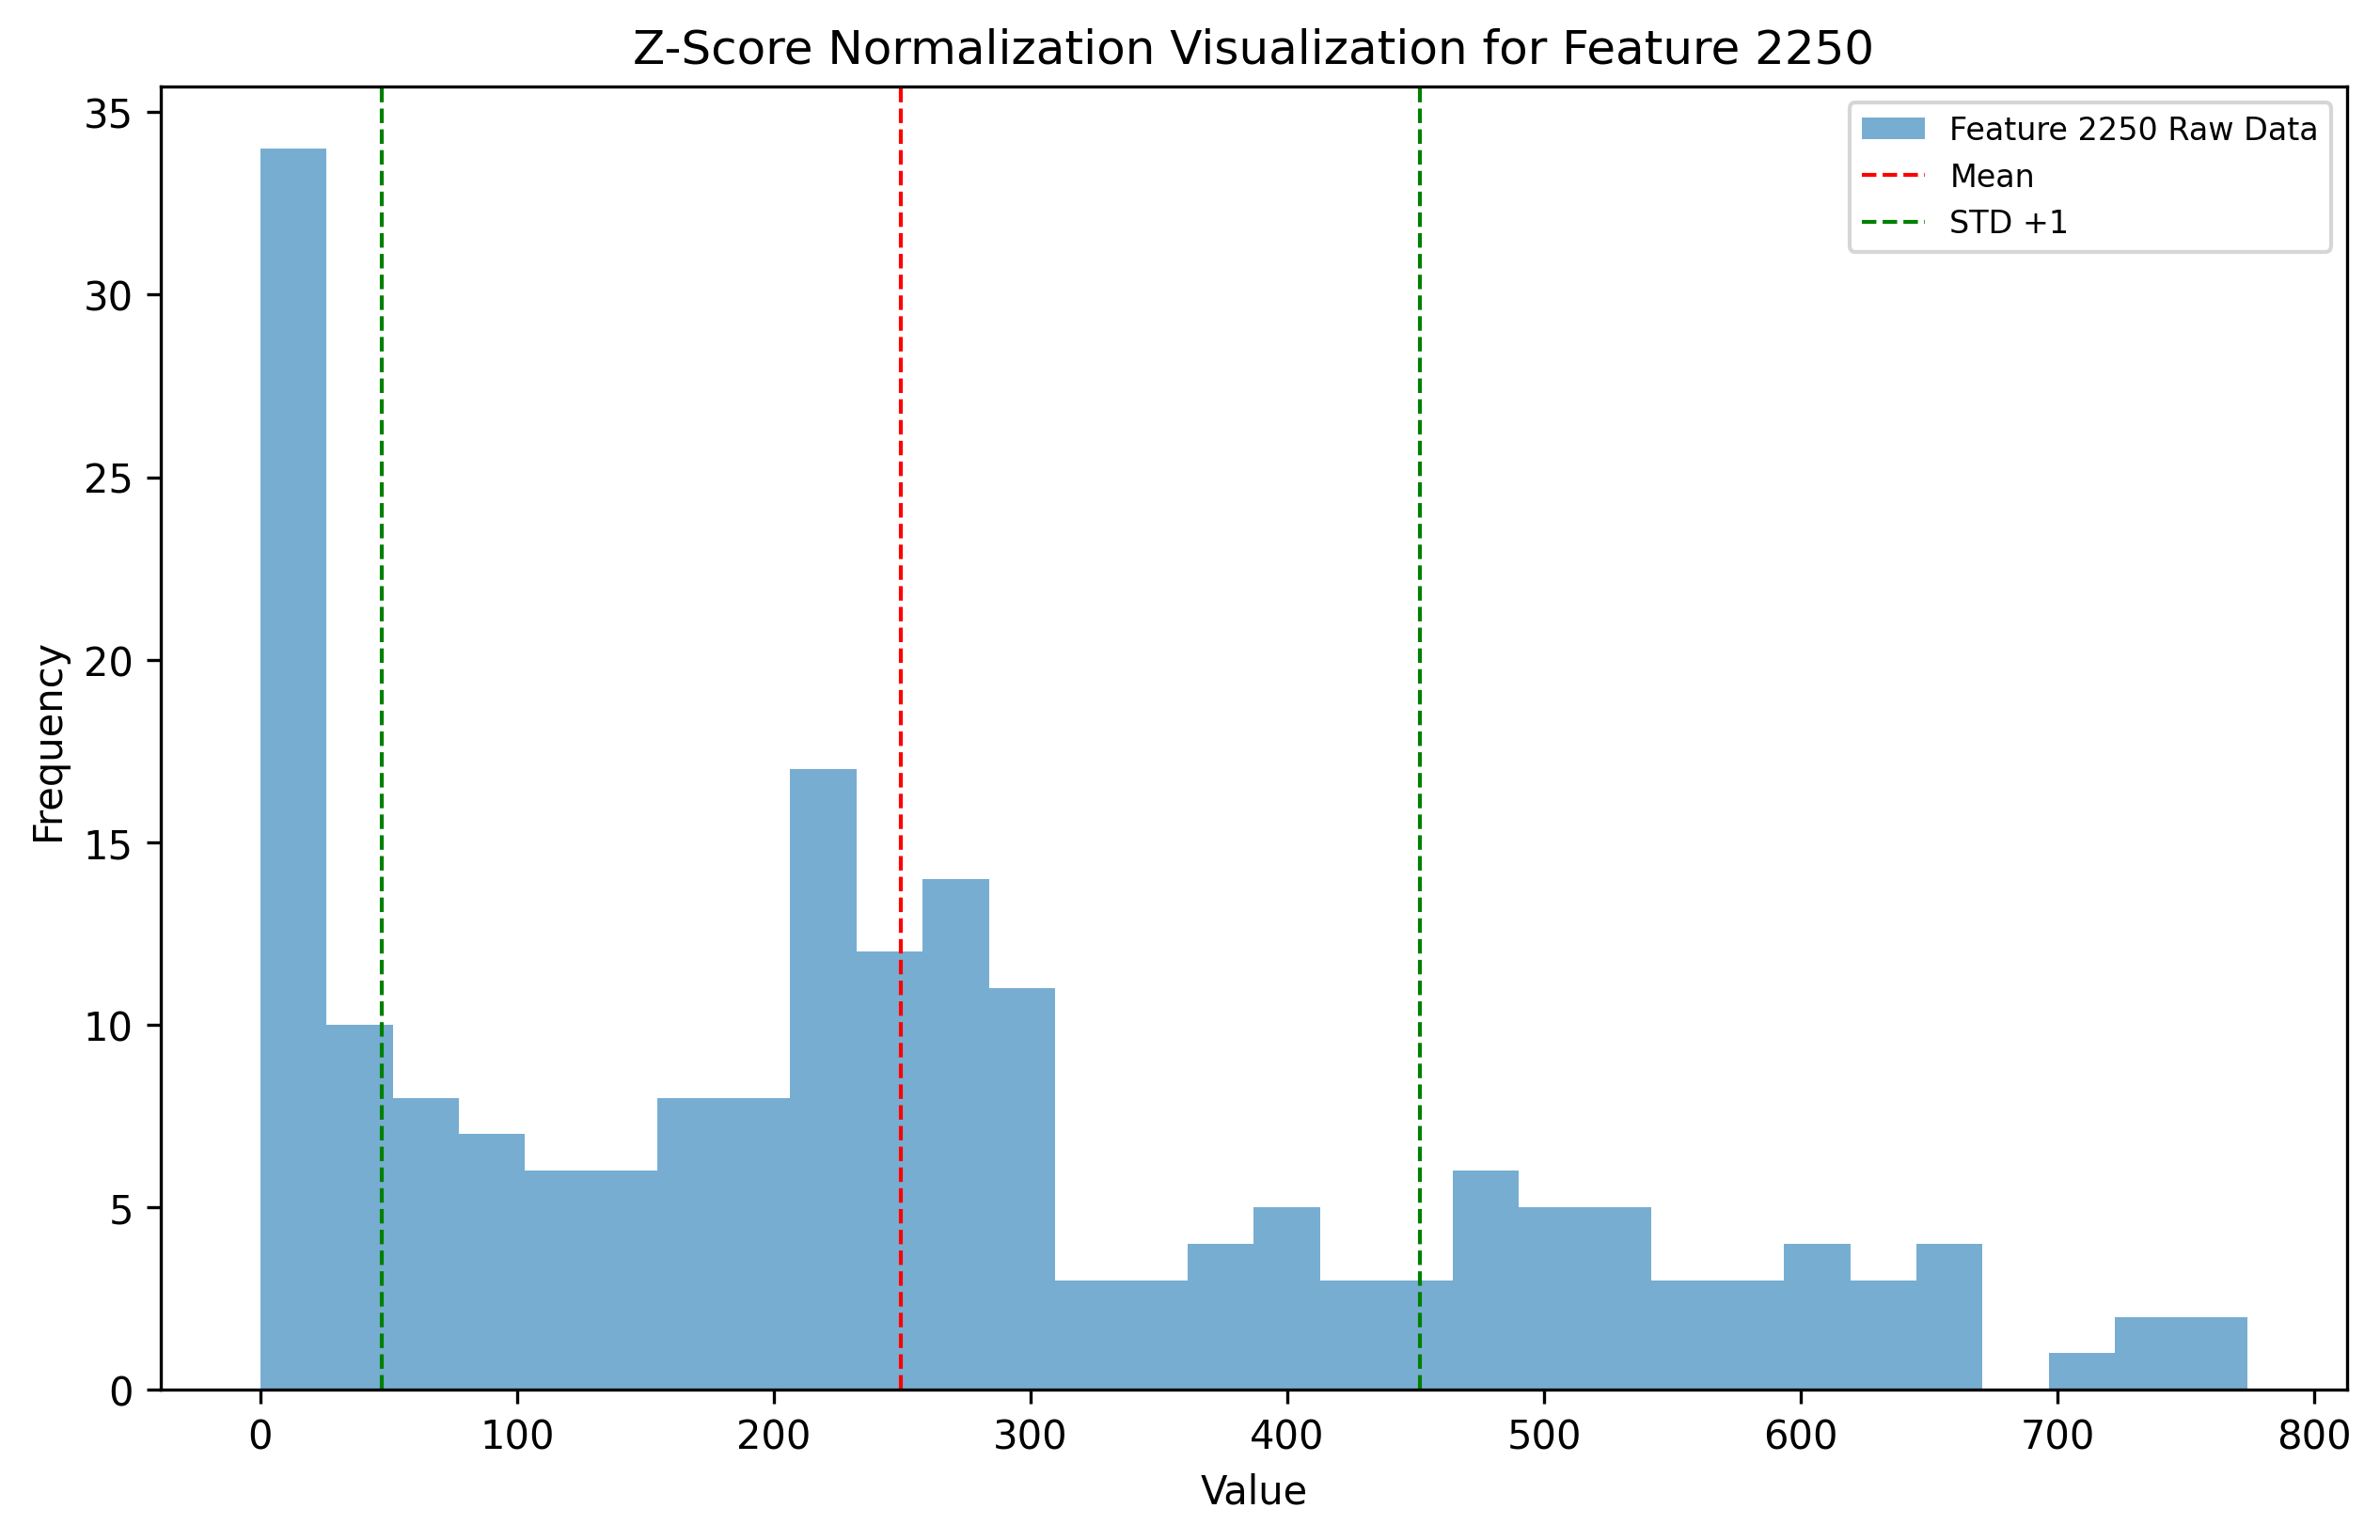 Z-Score Normalization Visualization for Feature 2250
Feature 2250 Raw Data
Mean
STD +1
35
30
25
20
15
10
5
0
Frequency
0 100 200 300 400 500 600 700 800
Value